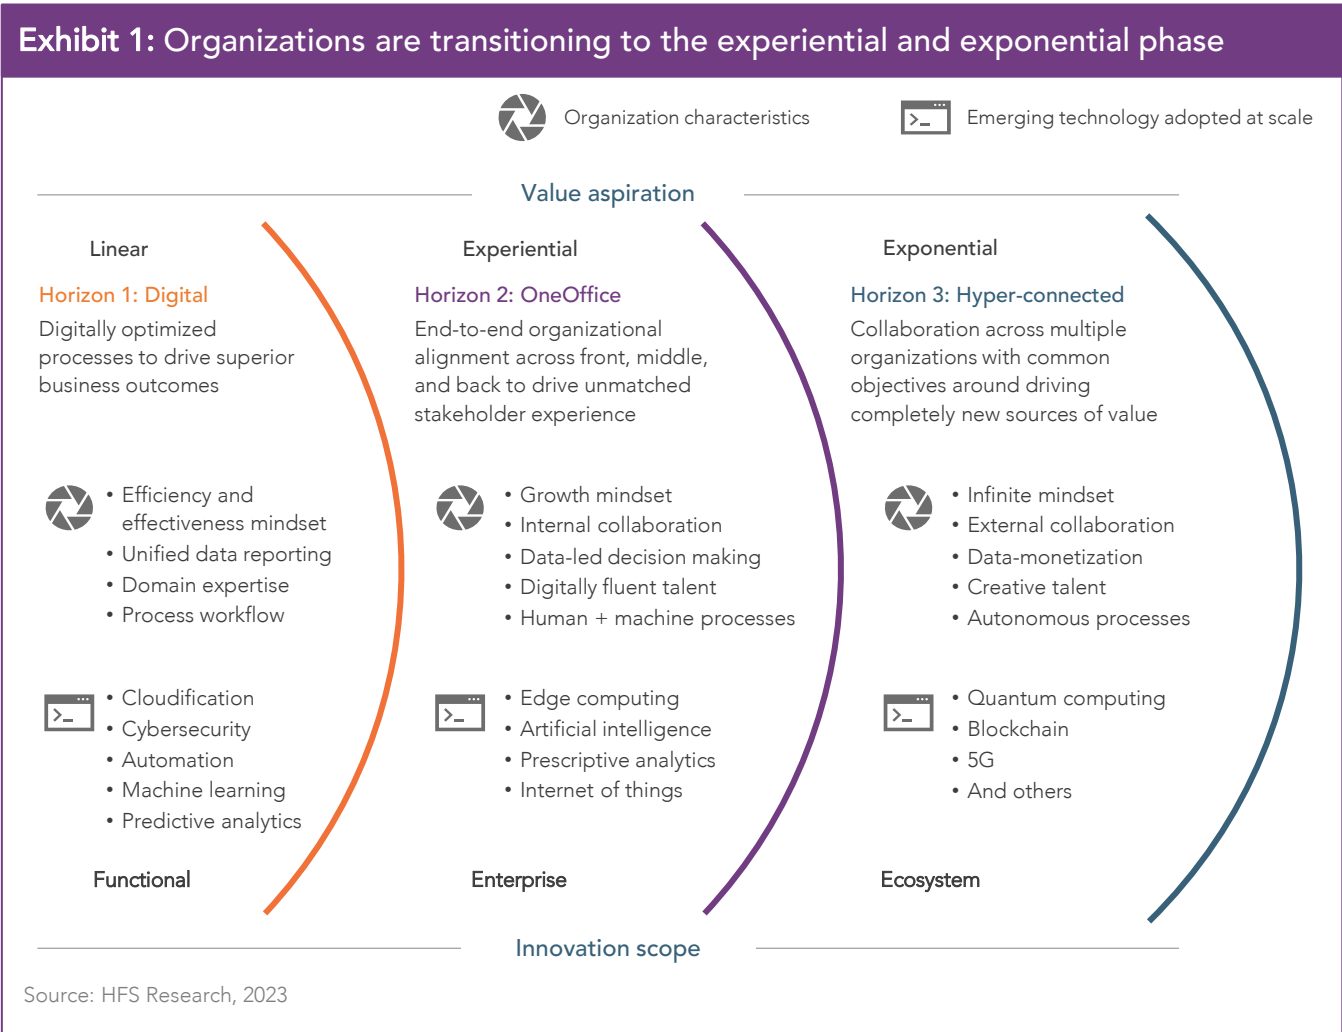 Exhibit 1: Organizations are transitioning to the experiential and exponential phase
Organization characteristics
Emerging technology adopted at scale
Value aspiration
Linear
Horizon 1: Digital
Digitally optimized
processes to drive superior
business outcomes
• Efficiency and
effectiveness mindset
• Unified data reporting
• Domain expertise
• Process workflow
• Cloudification
• Cybersecurity
• Automation
• Machine learning
• Predictive analytics
Functional
Experiential
Horizon 2: OneOffice
End-to-end organizational
alignment across front, middle,
and back to drive unmatched
stakeholder experience
• Growth mindset
• Internal collaboration
• Data-led decision making
• Digitally fluent talent
• Human + machine processes
• Edge computing
• Artificial intelligence
• Prescriptive analytics
• Internet of things
Enterprise
Exponential
Horizon 3: Hyper-connected
Collaboration across multiple
organizations with common
objectives around driving
completely new sources of value
• Infinite mindset
• External collaboration
• Data-monetization
• Creative talent
• Autonomous processes
• Quantum computing
• Blockchain
• 5G
• And others
Ecosystem
Innovation scope
Source: HFS Research, 2023